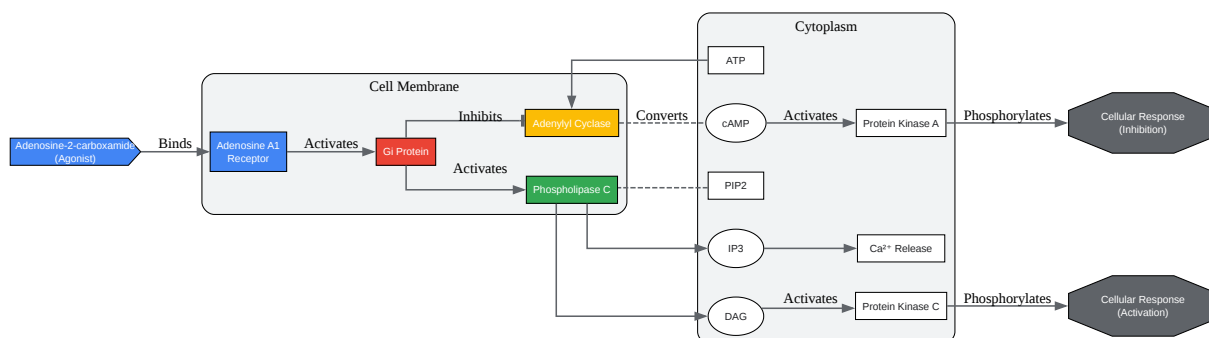 Cytoplasm
ATP
Cell Membrane
Inhibits
Adenylyl Cyclase
Converts
cAMP
Activates
Protein Kinase A
Phosphorylates
Cellular Response
(Inhibition)
Adenosine-2-carboxamide
(Agonist)
Binds
Adenosine A1
Receptor
Activates
Gi Protein
Activates
Phospholipase C
PIP2
IP3
Ca²⁺ Release
DAG
Activates
Protein Kinase C
Phosphorylates
Cellular Response
(Activation)